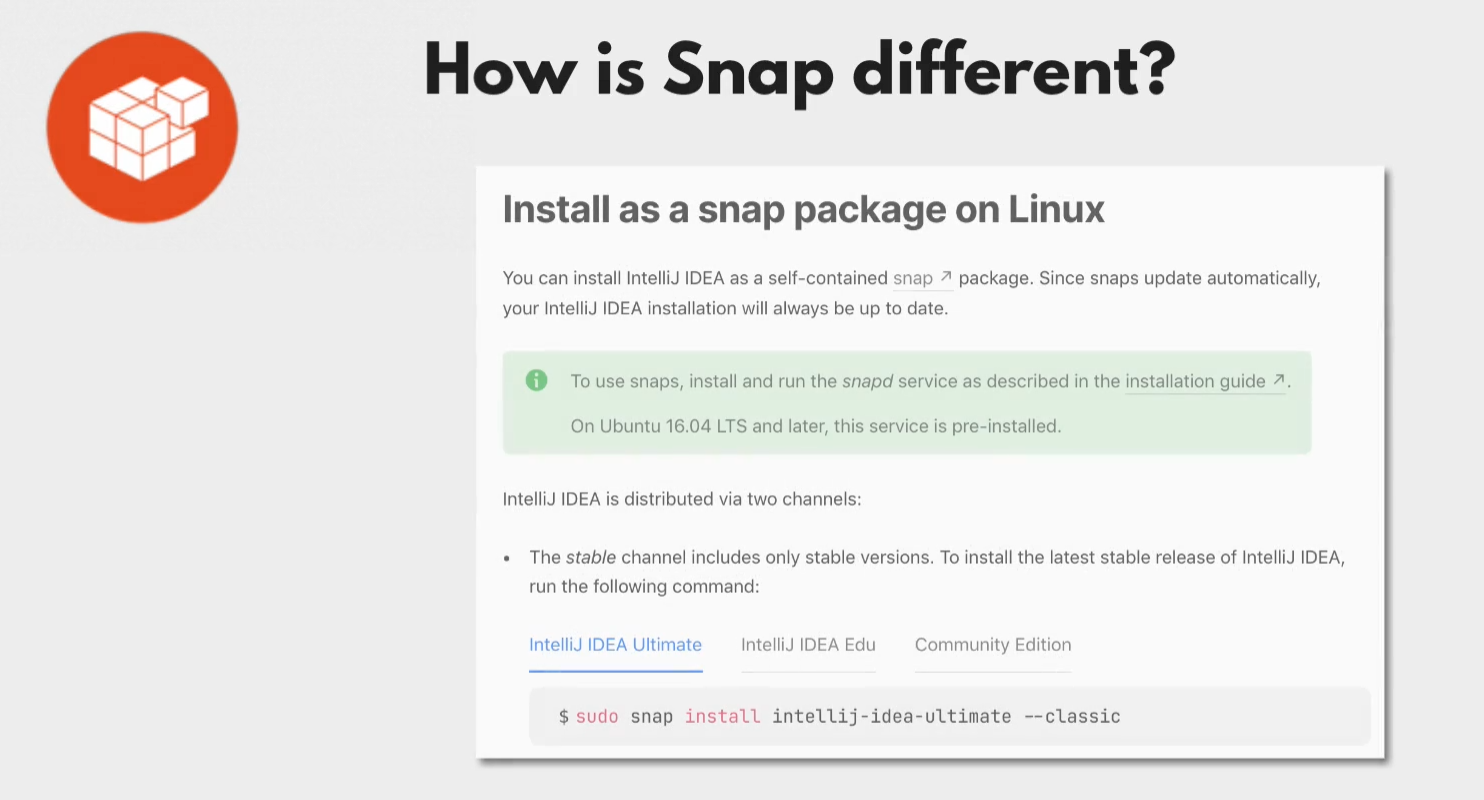 How is Snap different?
Install as a snap package on Linux
You can install IntelliJ IDEA as a self-contained snap ↗ package. Since snaps update automatically,
your IntelliJ IDEA installation will always be up to date.
To use snaps, install and run the snapd service as described in the installation guide ↗.
On Ubuntu 16.04 LTS and later, this service is pre-installed.
IntelliJ IDEA is distributed via two channels:
• The stable channel includes only stable versions. To install the latest stable release of IntelliJ IDEA,
run the following command:
IntelliJ IDEA Ultimate IntelliJ IDEA Edu Community Edition
$ sudo snap install intellij-idea-ultimate --classic